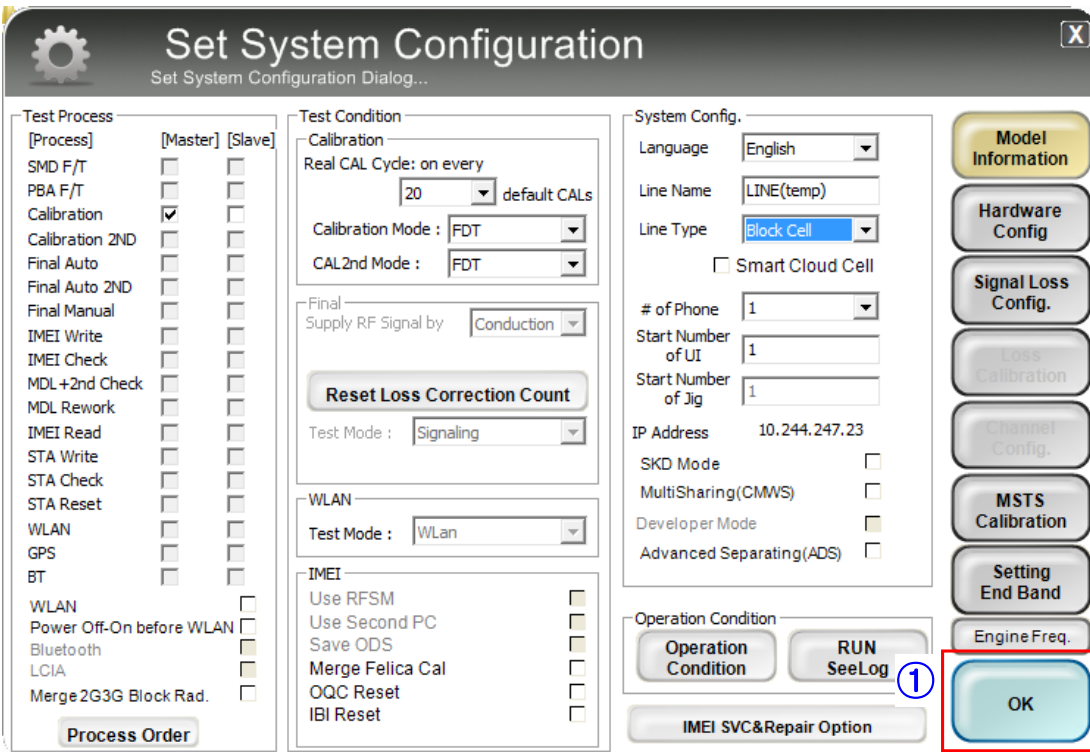 Set System Configuration
Set System Configuration Dialog...
X
Test Process
[Process] [Master] [Slave]
SMD F/T
PBA F/T
Calibration
Calibration 2ND
Final Auto
Final Auto 2ND
Final Manual
IMEI Write
IMEI Check
MDL+2nd Check
MDL Rework
IMEI Read
STA Write
STA Check
STA Reset
WLAN
GPS
BT
WLAN
Power Off-On before WLAN
Bluetooth
LCIA
Merge 2G3G Block Rad.
Process Order
Test Condition
Calibration
Real CAL Cycle: on every
20 default CALs
Calibration Mode : FDT
CAL2nd Mode : FDT
Final
Supply RF Signal by Conduction
Reset Loss Correction Count
Test Mode : Signaling
WLAN
Test Mode : WLan
IMEI
Use RFSM
Use Second PC
Save ODS
Merge Felica Cal
OQC Reset
IBI Reset
System Config.
Language English
Line Name LINE(temp)
Line Type Block Cell
Smart Cloud Cell
# of Phone 1
Start Number
of UI 1
Start Number
of Jig 1
IP Address 10.244.247.23
SKD Mode
MultiSharing(CMWS)
Developer Mode
Advanced Separating(ADS)
Operation Condition
Operation
Condition
RUN
SeeLog
IMEI SVC&Repair Option
Model
Information
Hardware
Config
Signal Loss
Config.
Loss
Calibration
Channel
Config.
MSTS
Calibration
Setting
End Band
Engine Freq.
①
OK